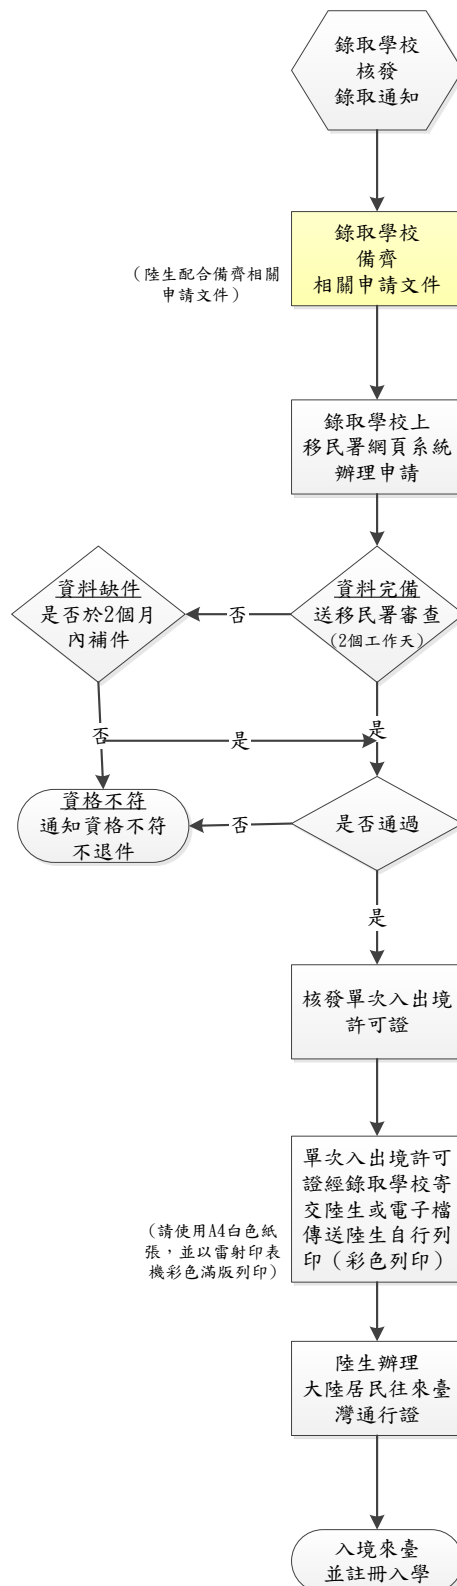 錄取學校
核發
錄取通知
錄取學校
備齊
相關申請文件
（陸生配合備齊相關
申請文件）
錄取學校上
移民署網頁系統
辦理申請
資料完備
送移民署審查
(2個工作天)
否
資料缺件
是否於2個月
內補件
是
否
是
資格不符
通知資格不符
不退件
否
是否通過
是
核發單次入出境
許可證
單次入出境許可
證經錄取學校寄
交陸生或電子檔
傳送陸生自行列
印（彩色列印）
(請使用A4白色紙
張，並以雷射印表
機彩色滿版列印)
陸生辦理
大陸居民往來臺
灣通行證
入境來臺
並註冊入學